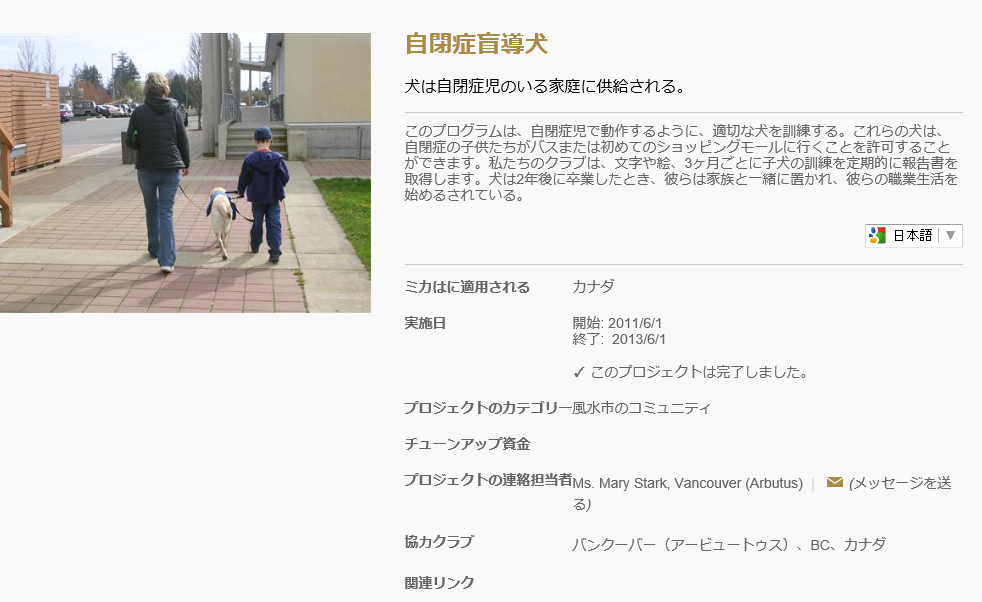 自閉症盲導犬
犬は自閉症児のいる家庭に供給される。
このプログラムは、自閉症児で動作するように、適切な犬を訓練する。これらの犬は、
自閉症の子供たちがバスまたは初めてのショッピングモールに行くことを許可すること
ができます。私たちのクラブは、文字や絵、3ヶ月ごとに子犬の訓練を定期的に報告書を
取得します。犬は2年後に卒業したとき、彼らは家族と一緒に置かれ、彼らの職業生活を
始めるされている。
日本語 ▼
ミカはに適用される カナダ
実施日 開始: 2011/6/1
終了: 2013/6/1
✓ このプロジェクトは完了しました。
プロジェクトのカテゴリー風水市のコミュニティ
チューンアップ資金
プロジェクトの連絡担当者Ms. Mary Stark, Vancouver (Arbutus) | (メッセージを送
る)
協力クラブ バンクーバー（アービュートゥス）、BC、カナダ
関連リンク